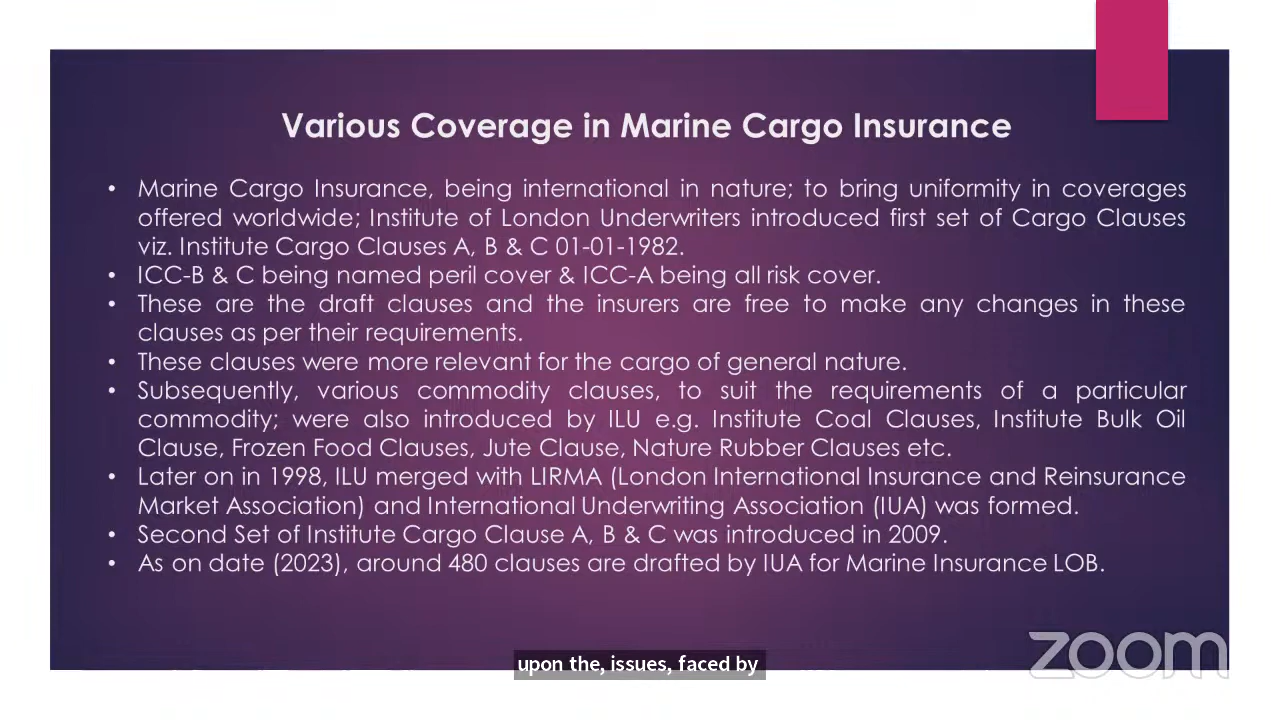 Various Coverage in Marine Cargo Insurance
• Marine Cargo Insurance, being international in nature; to bring uniformity in coverages
offered worldwide; Institute of London Underwriters introduced first set of Cargo Clauses
viz. Institute Cargo Clauses A, B & C 01-01-1982.
• ICC-B & C being named peril cover & ICC-A being all risk cover.
• These are the draft clauses and the insurers are free to make any changes in these
clauses as per their requirements.
• These clauses were more relevant for the cargo of general nature.
• Subsequently, various commodity clauses, to suit the requirements of a particular
commodity; were also introduced by ILU e.g. Institute Coal Clauses, Institute Bulk Oil
Clause, Frozen Food Clauses, Jute Clause, Nature Rubber Clauses etc.
• Later on in 1998, ILU merged with LIRMA (London International Insurance and Reinsurance
Market Association) and International Underwriting Association (IUA) was formed.
• Second Set of Institute Cargo Clause A, B & C was introduced in 2009.
• As on date (2023), around 480 clauses are drafted by IUA for Marine Insurance LOB.
zoom
upon the, issues, faced by